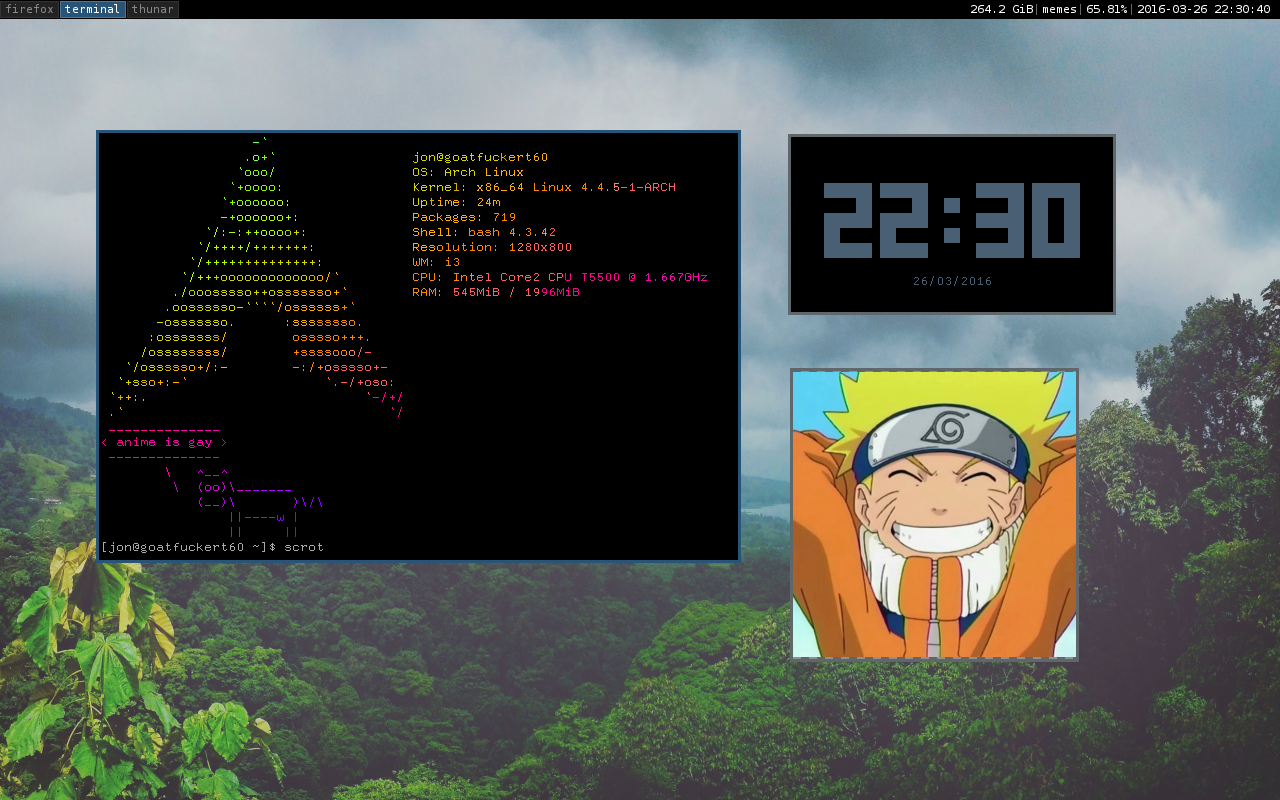 firefox terminal thunar
264.2 GiB| memes| 65.81%| 2016-03-26 22:30:40
jon@goatfuckert60
OS: Arch Linux
Kernel: x86_64 Linux 4.4.5-1-ARCH
Uptime: 24m
Packages: 719
Shell: bash 4.3.42
Resolution: 1280x800
WM: i3
CPU: Intel Core2 CPU T5500 @ 1.667GHz
RAM: 545MiB / 1996MiB
< anime is gay >
[jon@goatfuckert60 ~]$ scrot
22:30
26/03/2016